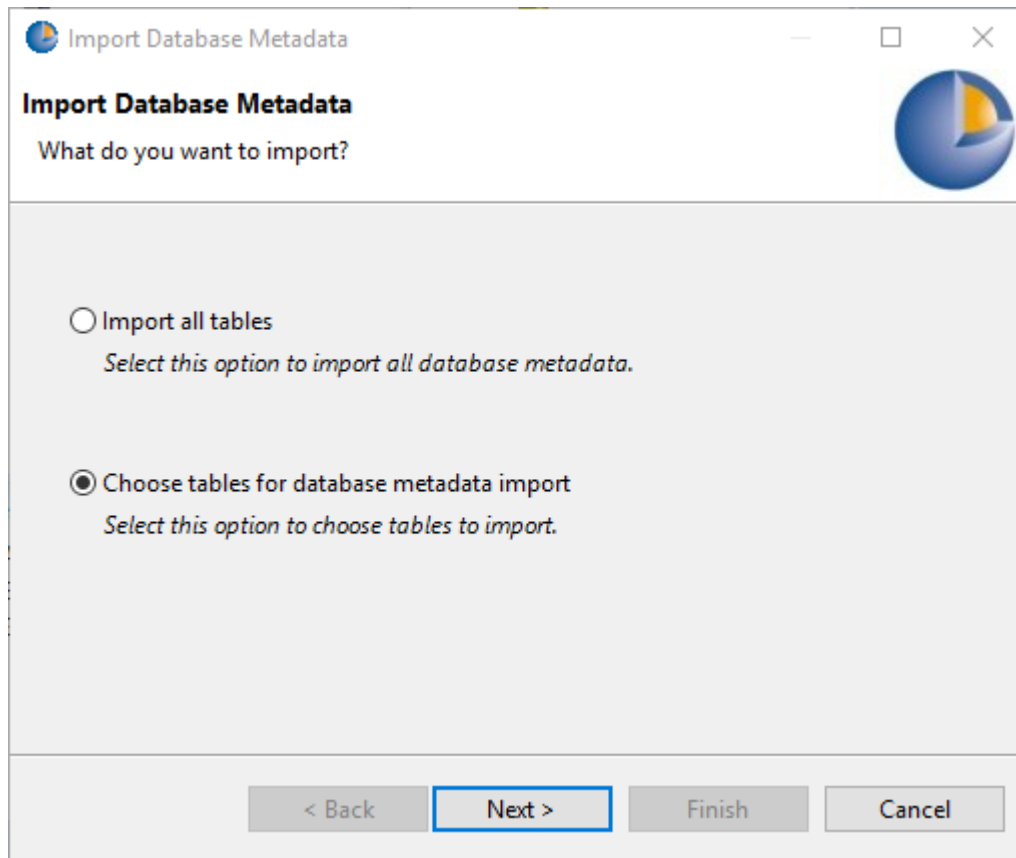 Import Database Metadata
Import Database Metadata
What do you want to import?
Import all tables
Select this option to import all database metadata.
Choose tables for database metadata import
Select this option to choose tables to import.
< Back
Next >
Finish
Cancel